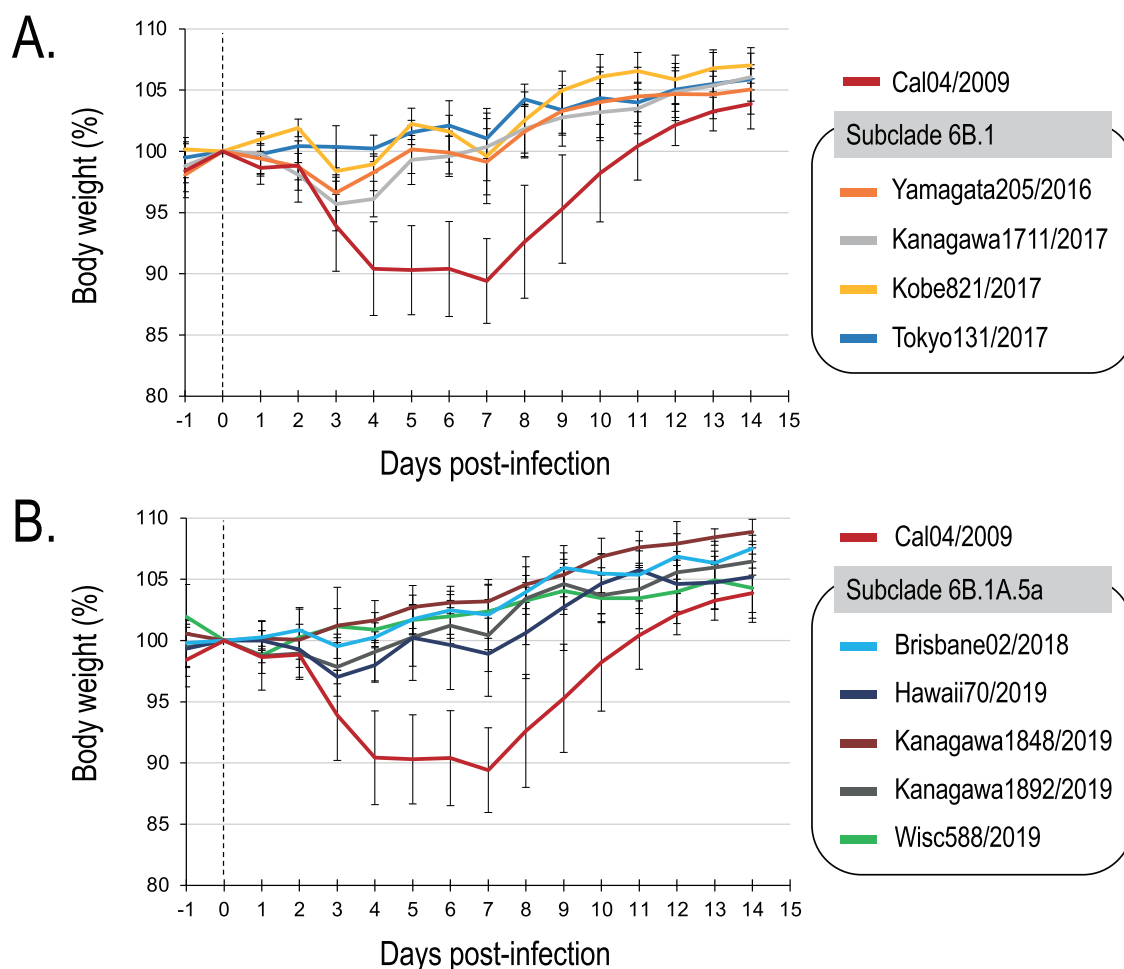 A.
110
105
100
95
90
85
80
Body weight (%)
-1 0 1 2 3 4 5 6 7 8 9 10 11 12 13 14 15
Days post-infection
Cal04/2009
Subclade 6B.1
Yamagata205/2016
Kanagawa1711/2017
Kobe821/2017
Tokyo131/2017
B.
110
105
100
95
90
85
80
Body weight (%)
-1 0 1 2 3 4 5 6 7 8 9 10 11 12 13 14 15
Days post-infection
Cal04/2009
Subclade 6B.1A.5a
Brisbane02/2018
Hawaii70/2019
Kanagawa1848/2019
Kanagawa1892/2019
Wisc588/2019